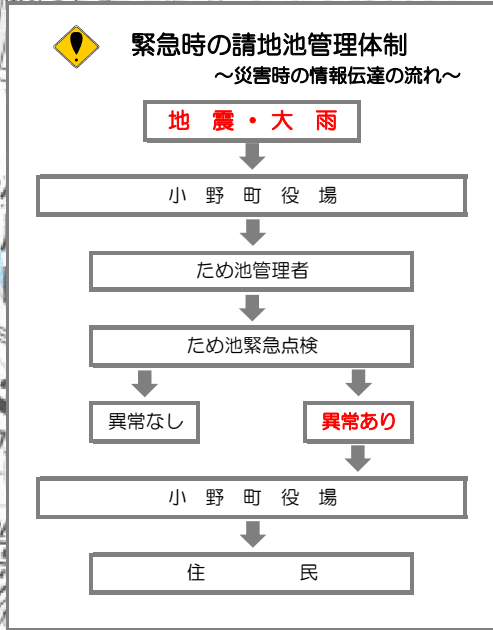 緊急時の請地池管理体制
～災害時の情報伝達の流れ～
地　震・大　雨
小　野　町　役　場
ため池管理者
ため池緊急点検
異常なし
異常あり
小　野　町　役　場
住　　　　民